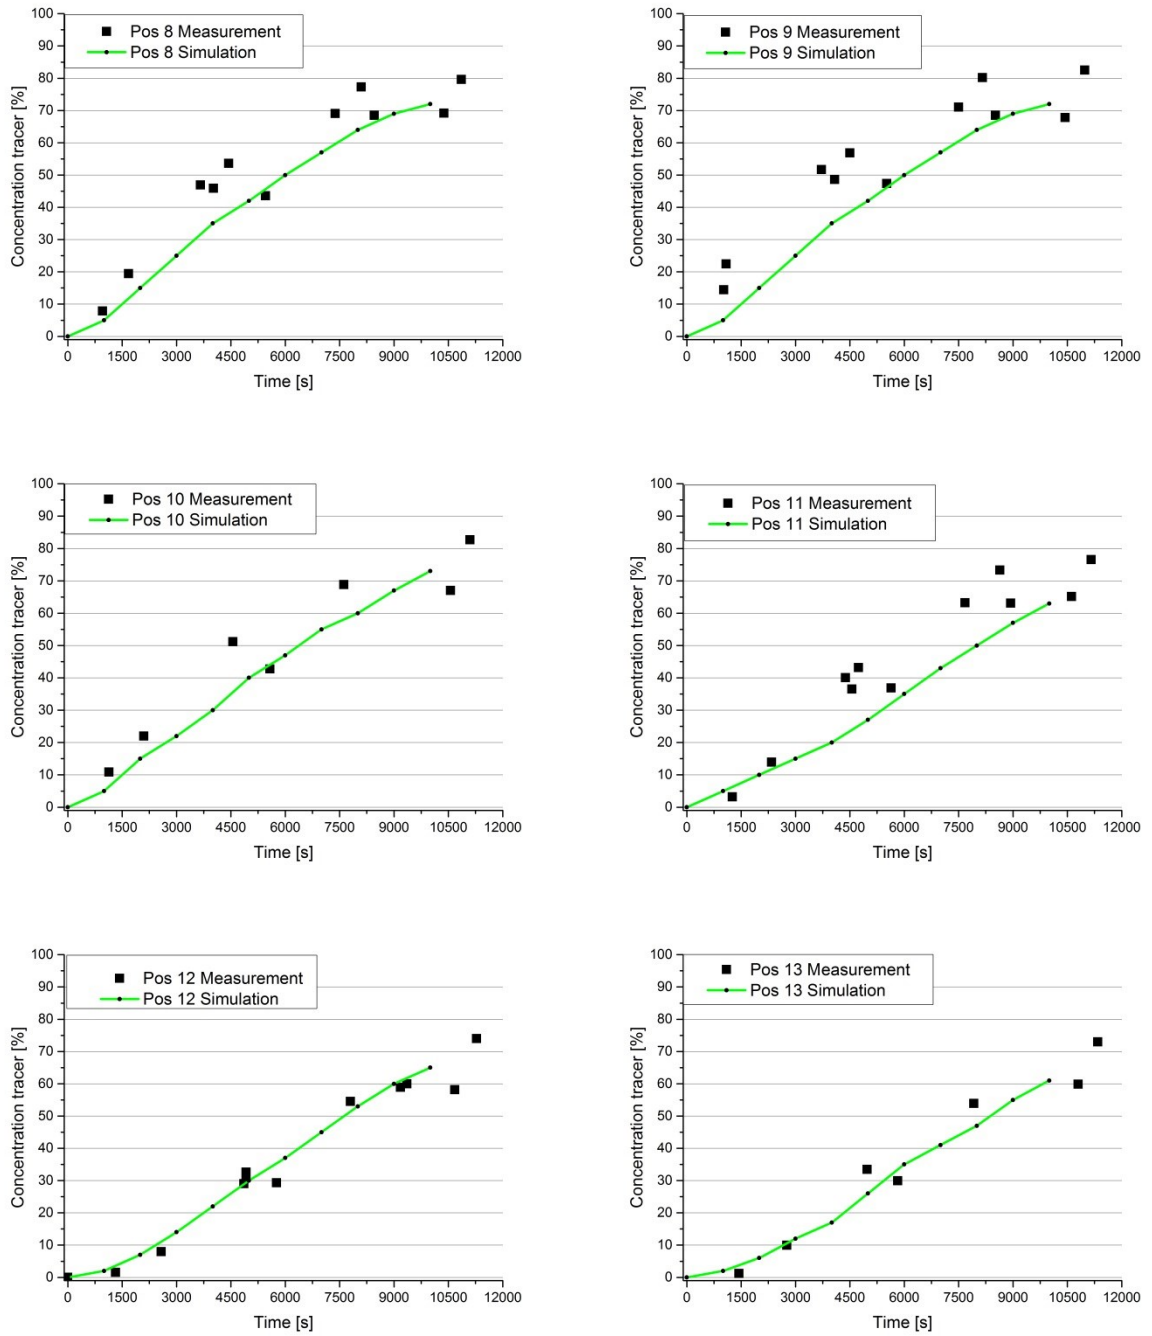 Pos 8 Measurement
Pos 8 Simulation
Concentration tracer [%]
100
90
80
70
60
50
40
30
20
10
0
0 1500 3000 4500 6000 7500 9000 10500 12000
Time [s]
Pos 9 Measurement
Pos 9 Simulation
Concentration tracer [%]
100
90
80
70
60
50
40
30
20
10
0
0 1500 3000 4500 6000 7500 9000 10500 12000
Time [s]
Pos 10 Measurement
Pos 10 Simulation
Concentration tracer [%]
100
90
80
70
60
50
40
30
20
10
0
0 1500 3000 4500 6000 7500 9000 10500 12000
Time [s]
Pos 11 Measurement
Pos 11 Simulation
Concentration tracer [%]
100
90
80
70
60
50
40
30
20
10
0
0 1500 3000 4500 6000 7500 9000 10500 12000
Time [s]
Pos 12 Measurement
Pos 12 Simulation
Concentration tracer [%]
100
90
80
70
60
50
40
30
20
10
0
0 1500 3000 4500 6000 7500 9000 10500 12000
Time [s]
Pos 13 Measurement
Pos 13 Simulation
Concentration tracer [%]
100
90
80
70
60
50
40
30
20
10
0
0 1500 3000 4500 6000 7500 9000 10500 12000
Time [s]